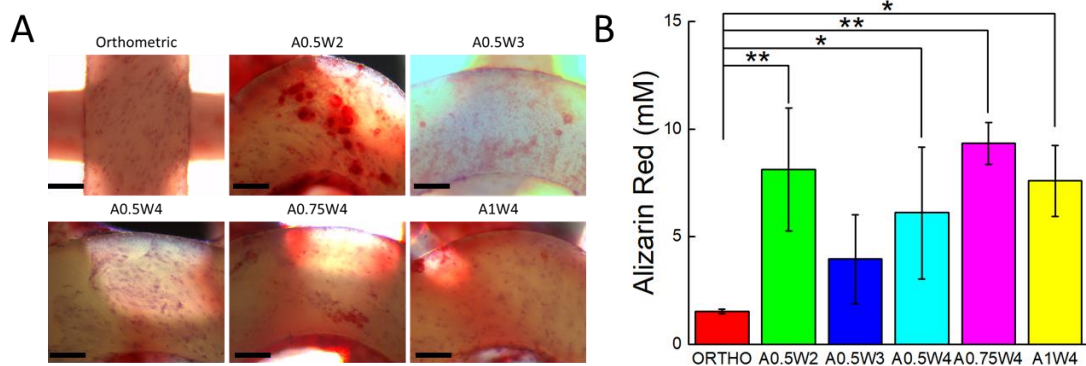 A
Orthometric
A0.5W2
A0.5W3
A0.5W4
A0.75W4
A1W4
B
*
**
*
**
Alizarin Red (mM)
15
10
5
0
ORTHO
A0.5W2
A0.5W3
A0.5W4
A0.75W4
A1W4